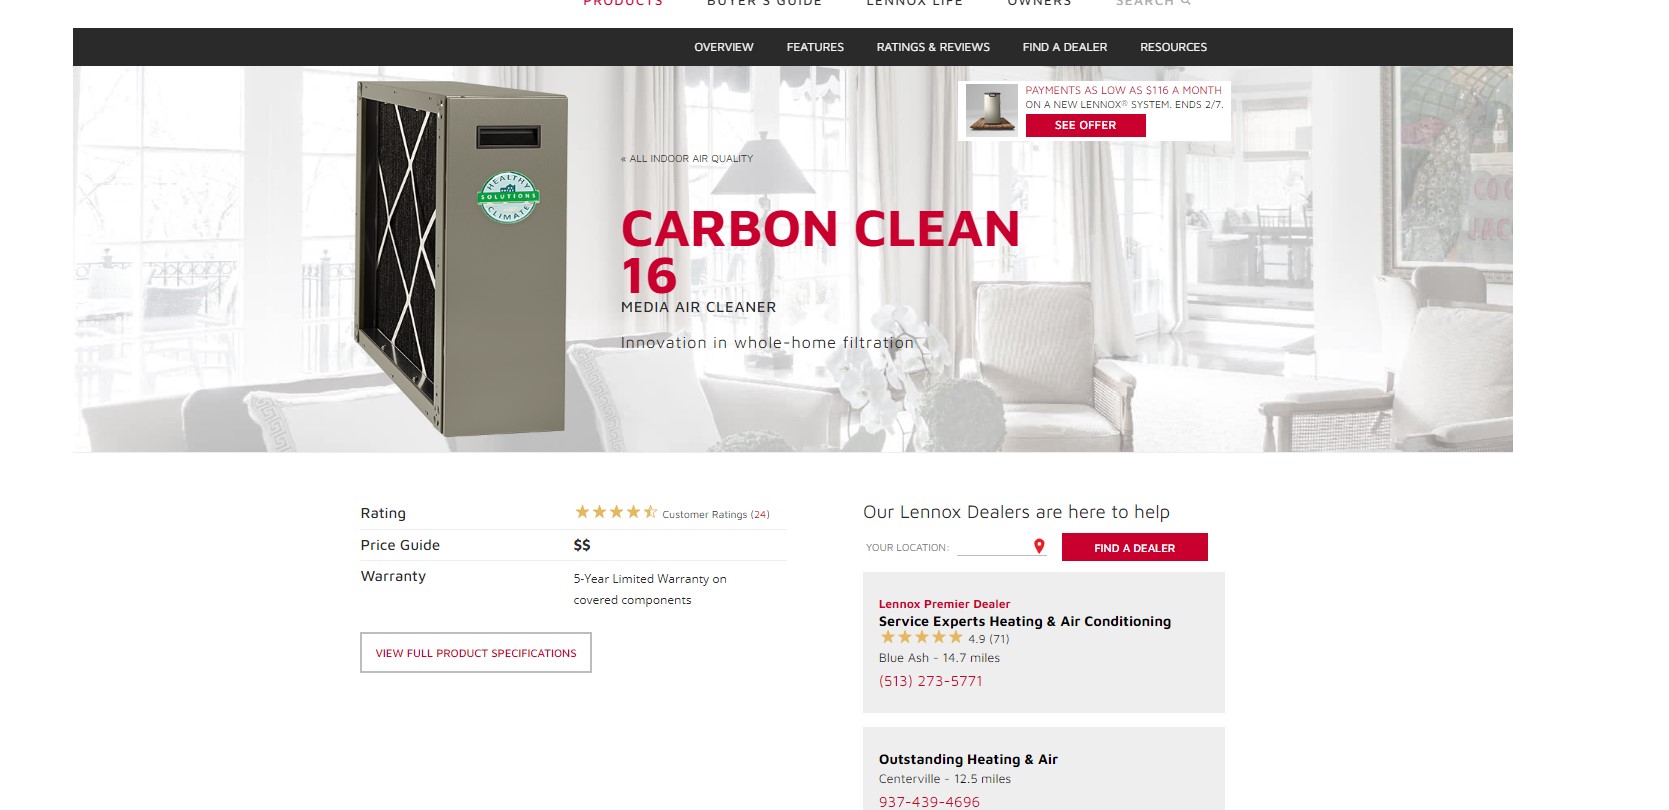 PRODUCTS BUYER'S GUIDE LENNOX LIFE OWNERS SEARCH
OVERVIEW FEATURES RATINGS & REVIEWS FIND A DEALER RESOURCES
PAYMENTS AS LOW AS $116 A MONTH
ON A NEW LENNOX® SYSTEM. ENDS 2/7.
SEE OFFER
« ALL INDOOR AIR QUALITY
HEALTHY
SOLUTIONS
CLIMATE
CARBON CLEAN
16
MEDIA AIR CLEANER
Innovation in whole-home filtration
Rating Customer Ratings (24)
Price Guide $$
Warranty 5-Year Limited Warranty on
covered components
VIEW FULL PRODUCT SPECIFICATIONS
Our Lennox Dealers are here to help
YOUR LOCATION: FIND A DEALER
Lennox Premier Dealer
Service Experts Heating & Air Conditioning
4.9 (71)
Blue Ash - 14.7 miles
(513) 273-5771
Outstanding Heating & Air
Centerville - 12.5 miles
937-439-4696